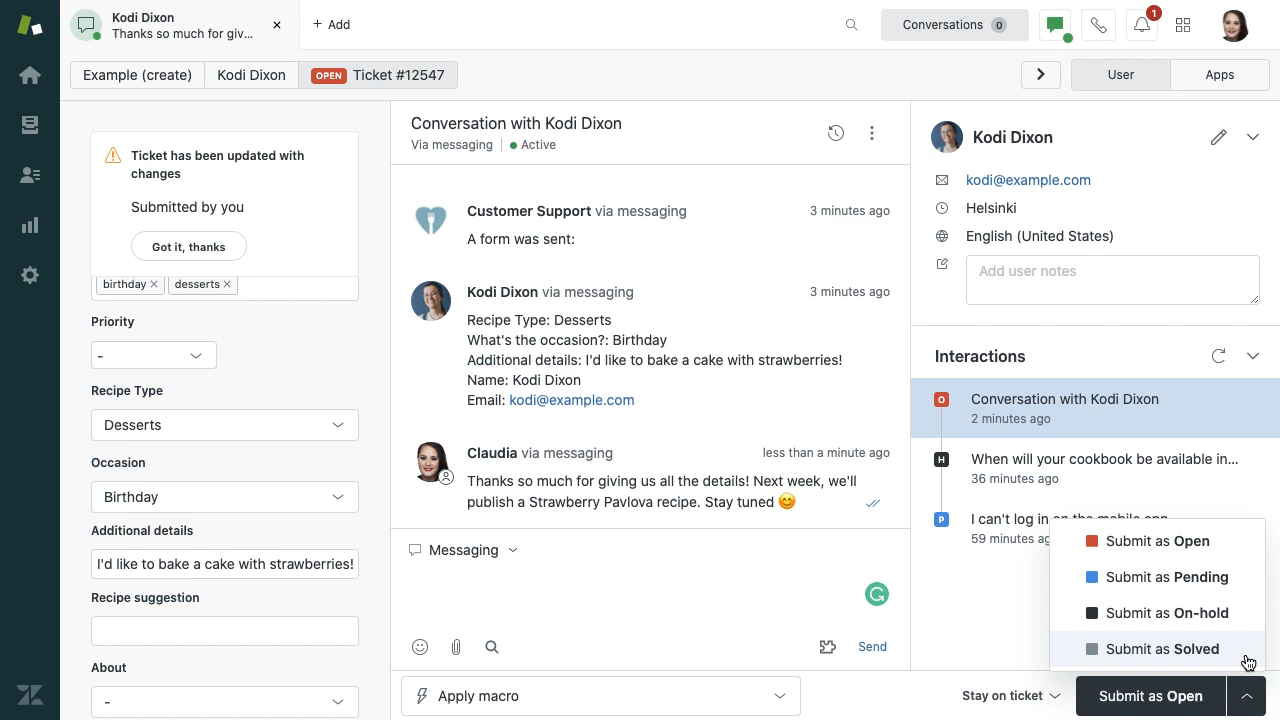 Kodi Dixon
Thanks so much for giv...
+ Add
Conversations 0
1
Example (create)
Kodi Dixon
OPEN Ticket #12547
User
Apps
Ticket has been updated with
changes
Submitted by you
Got it, thanks
birthday
desserts
Priority
-
Recipe Type
Desserts
Occasion
Birthday
Additional details
I'd like to bake a cake with strawberries!
Recipe suggestion
About
-
Conversation with Kodi Dixon
Via messaging
Active
Customer Support via messaging
3 minutes ago
A form was sent:
Kodi Dixon via messaging
3 minutes ago
Recipe Type: Desserts
What's the occasion?: Birthday
Additional details: I'd like to bake a cake with strawberries!
Name: Kodi Dixon
Email: kodi@example.com
Claudia via messaging
less than a minute ago
Thanks so much for giving us all the details! Next week, we'll
publish a Strawberry Pavlova recipe. Stay tuned 😊
Messaging
Send
Apply macro
Kodi Dixon
kodi@example.com
Helsinki
English (United States)
Add user notes
Interactions
O
Conversation with Kodi Dixon
2 minutes ago
H
When will your cookbook be available in...
36 minutes ago
P
I can't log in on the mobile app
59 minutes ag
Submit as Open
Submit as Pending
Submit as On-hold
Submit as Solved
Stay on ticket
Submit as Open